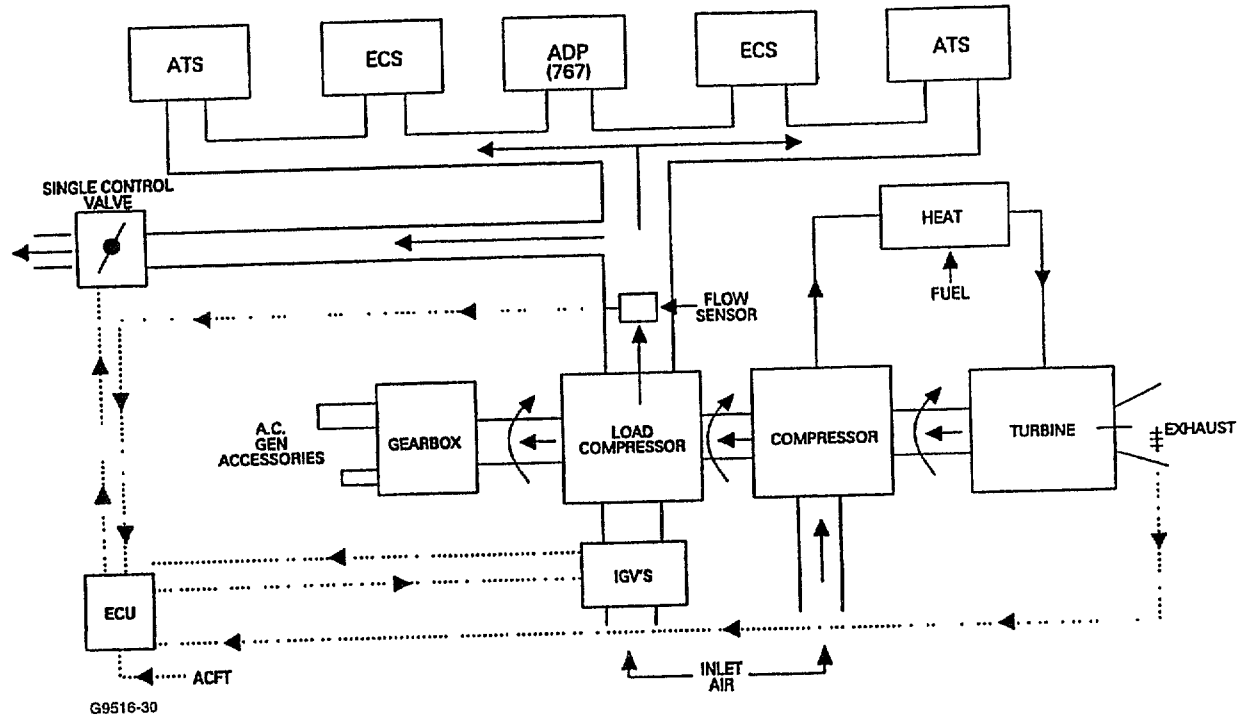 ATS
ECS
ADP
(767)
ECS
ATS
SINGLE CONTROL
VALVE
HEAT
FUEL
FLOW
SENSOR
A.C.
GEN
ACCESSORIES
GEARBOX
LOAD
COMPRESSOR
COMPRESSOR
TURBINE
EXHAUST
IGV'S
ECU
INLET
AIR
ACFT
G9516-30